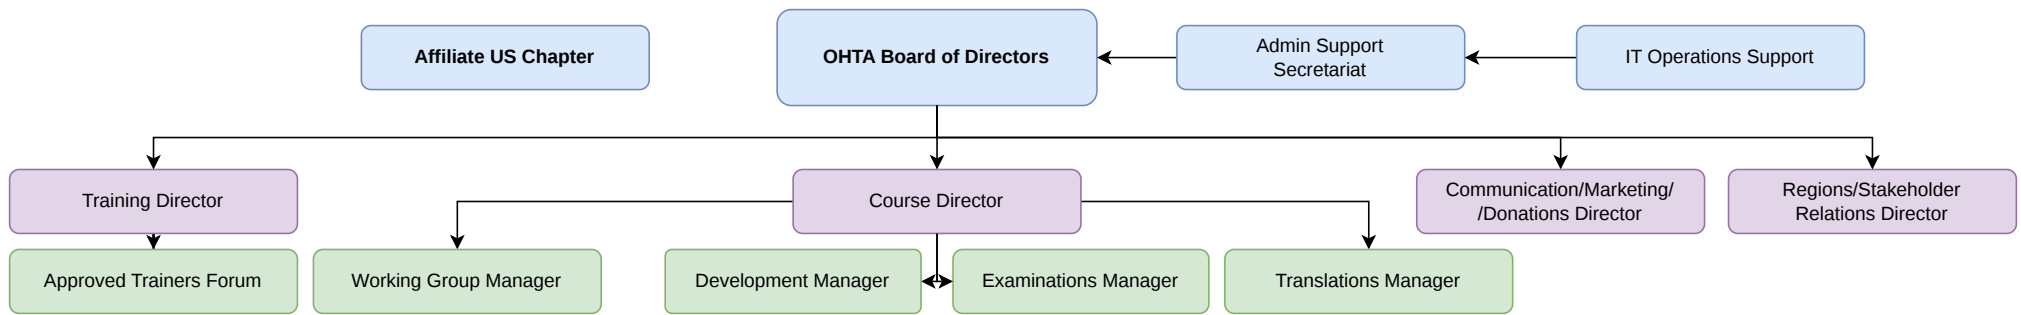 Affiliate US Chapter
OHTA Board of Directors
Admin Support
Secretariat
IT Operations Support
Training Director
Course Director
Communication/Marketing/
/Donations Director
Regions/Stakeholder
Relations Director
Approved Trainers Forum
Working Group Manager
Development Manager
Examinations Manager
Translations Manager